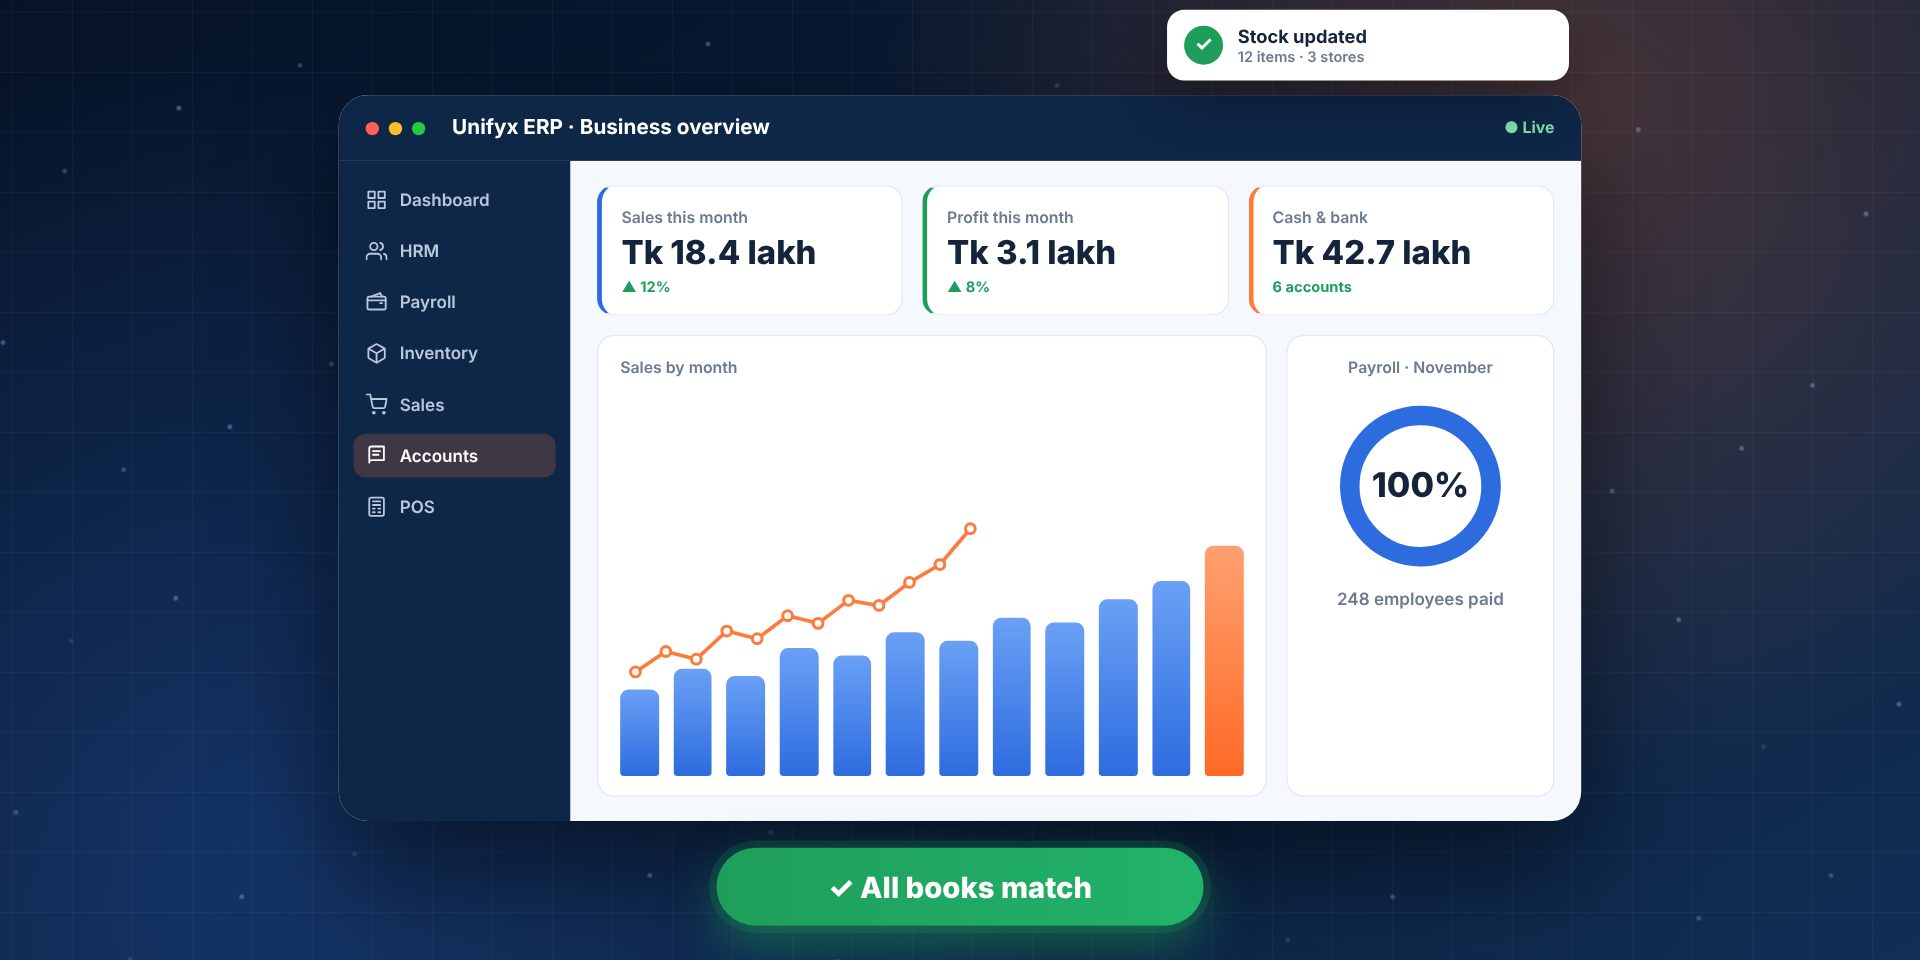 Stock updated
12 items · 3 stores
Unifyx ERP · Business overview
Live
Dashboard
HRM
Payroll
Inventory
Sales
Accounts
POS
Sales this month
Tk 18.4 lakh
▲ 12%
Profit this month
Tk 3.1 lakh
▲ 8%
Cash & bank
Tk 42.7 lakh
6 accounts
Sales by month
Payroll · November
100%
248 employees paid
✓ All books match